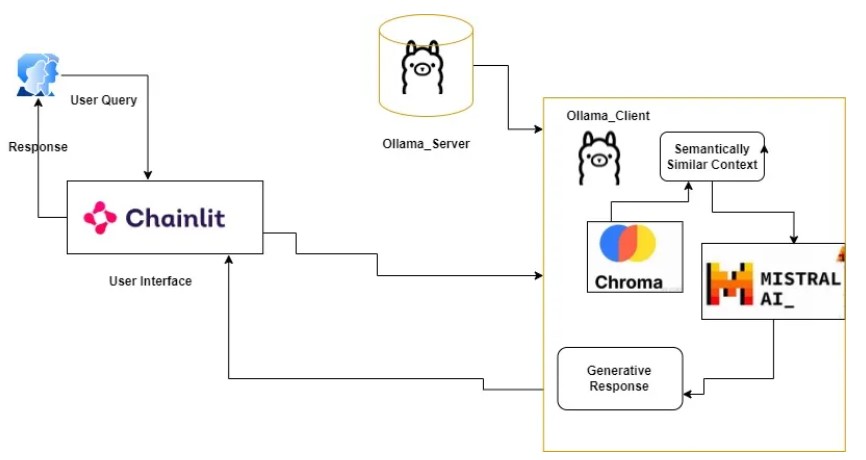 User Query
Response
Chainlit
User Interface
Ollama_Server
Ollama_Client
Semantically
Similar Context
Chroma
MISTRAL
AI_
Generative
Response